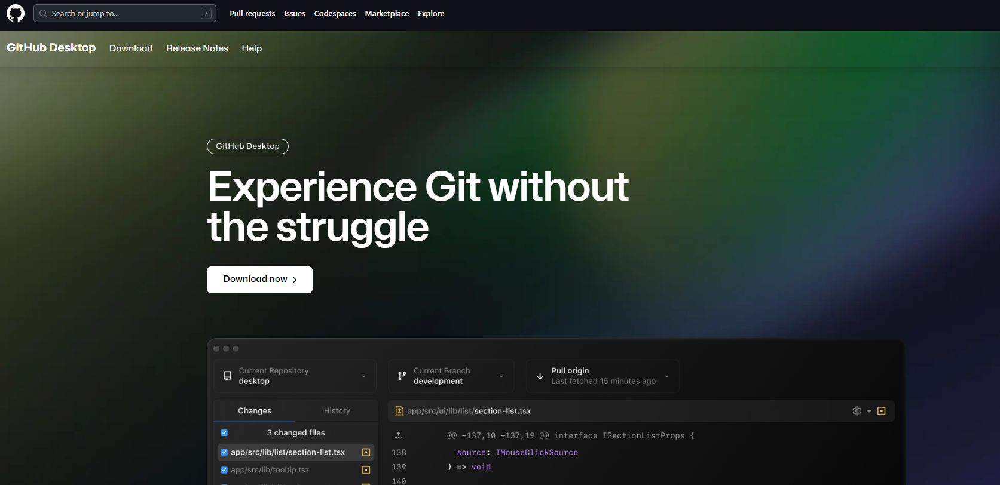 Search or jump to...
/
Pull requests
Issues
Codespaces
Marketplace
Explore
GitHub Desktop
Download
Release Notes
Help
GitHub Desktop
Experience Git without
the struggle
Download now
Current Repository
desktop
Current Branch
development
Pull origin
Last fetched 15 minutes ago
Changes
History
3 changed files
app/src/lib/list/section-list.tsx
app/src/lib/tooltip.tsx
app/src/ui/lib/list/section-list.tsx
@@ -137,10 +137,19 @@ interface ISectionListProps {
138 source: IMouseClickSource
139 ) => void
140